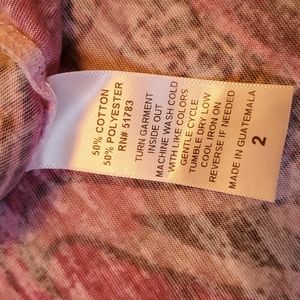 50% COTTON
50% POLYESTER
RN# 51783
TURN GARMENT
INSIDE OUT
MACHINE WASH COLD
WITH LIKE COLORS
GENTLE CYCLE
TUMBLE DRY LOW
COOL IRON ON
REVERSE IF NEEDED
MADE IN GUATEMALA
2